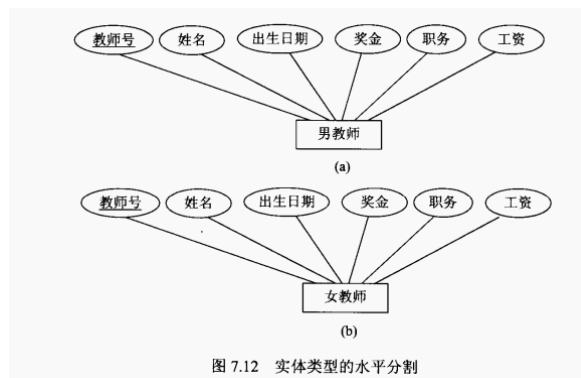 教师号 姓名 出生日期 奖金 职务 工资
男教师
(a)
教师号 姓名 出生日期 奖金 职务 工资
女教师
(b)
图 7.12 实体类型的水平分割